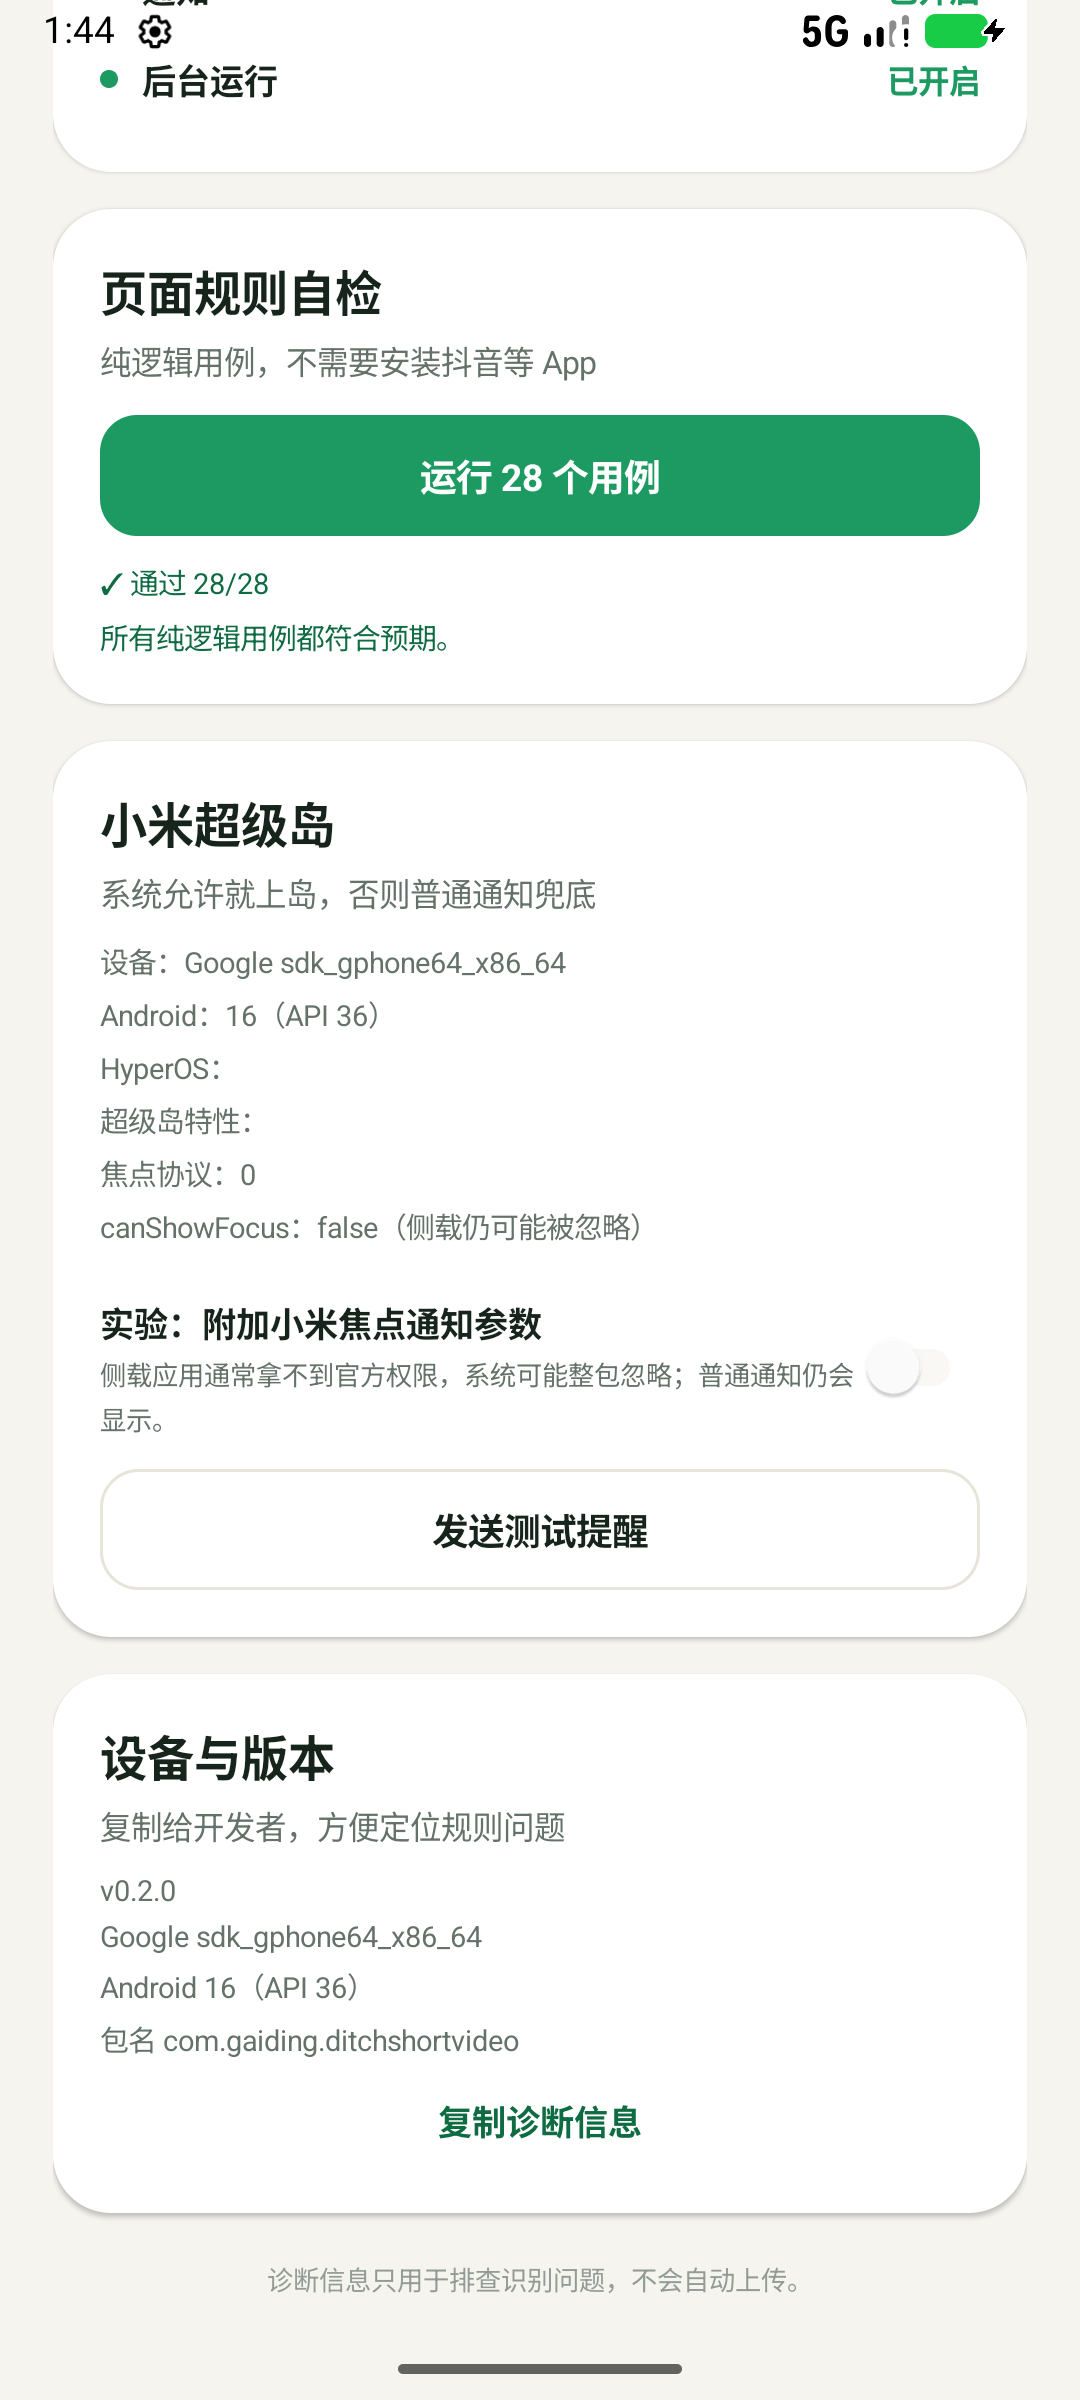 1:44
5G
后台运行
已开启
页面规则自检
纯逻辑用例，不需要安装抖音等 App
运行 28 个用例
✓ 通过 28/28
所有纯逻辑用例都符合预期。
小米超级岛
系统允许就上岛，否则普通通知兜底
设备：Google sdk_gphone64_x86_64
Android：16（API 36）
HyperOS：
超级岛特性：
焦点协议：0
canShowFocus：false（侧载仍可能被忽略）
实验：附加小米焦点通知参数
侧载应用通常拿不到官方权限，系统可能整包忽略；普通通知仍会
显示。
发送测试提醒
设备与版本
复制给开发者，方便定位规则问题
v0.2.0
Google sdk_gphone64_x86_64
Android 16（API 36）
包名 com.gaiding.ditchshortvideo
复制诊断信息
诊断信息只用于排查识别问题，不会自动上传。